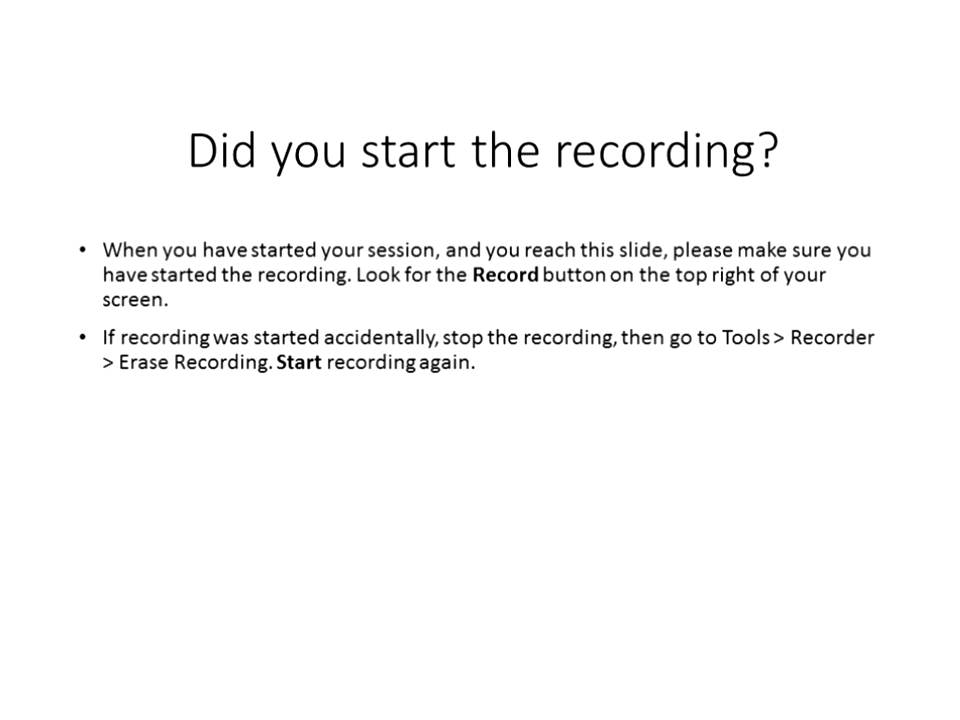 Did you start the recording?
• When you have started your session, and you reach this slide, please make sure you
have started the recording. Look for the Record button on the top right of your
screen.
• If recording was started accidentally, stop the recording, then go to Tools > Recorder
> Erase Recording. Start recording again.